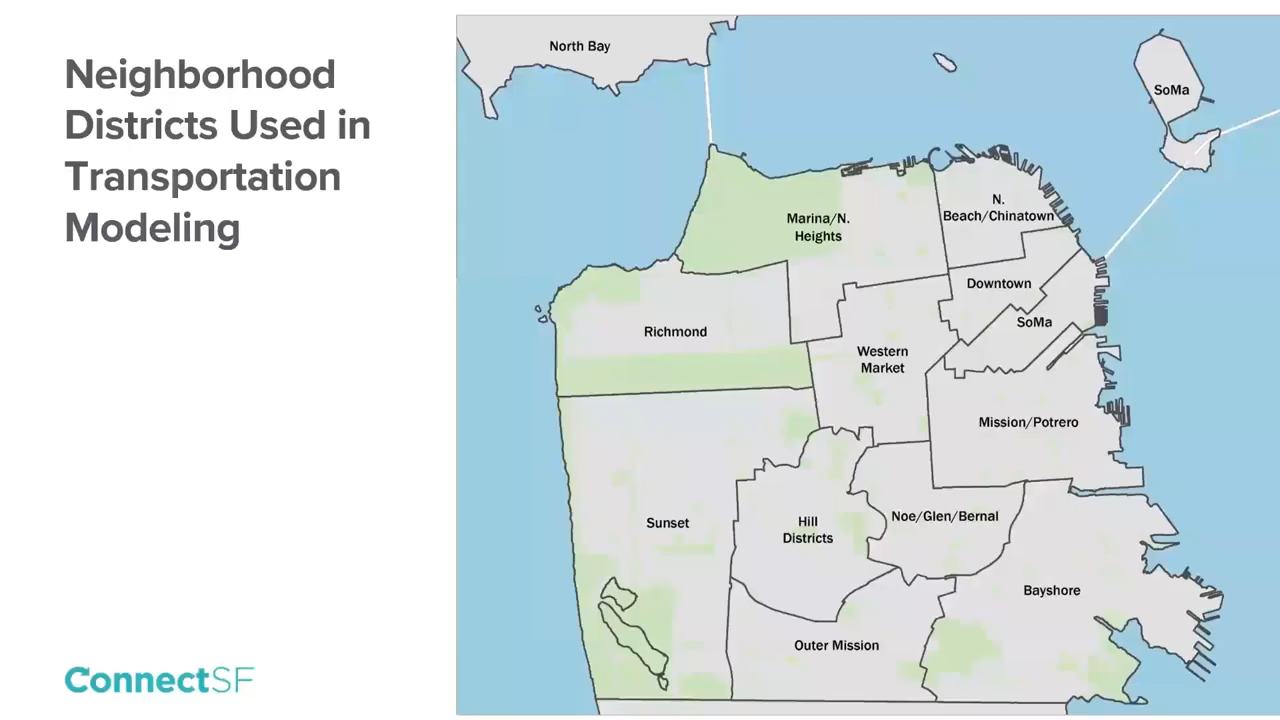 Neighborhood
Districts Used in
Transportation
Modeling
North Bay
SoMa
N.
Beach/Chinatown
Marina/N.
Heights
Downtown
SoMa
Richmond
Western
Market
Mission/Potrero
Sunset
Hill
Districts
Noe/Glen/Bernal
Bayshore
Outer Mission
ConnectSF